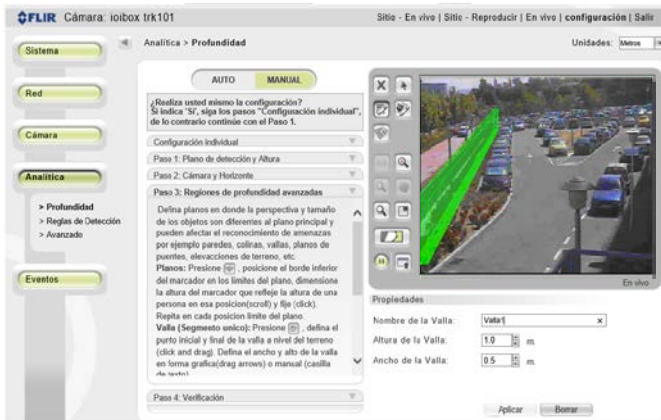 FLIR Cámara: ioibox trk101
Sitio - En vivo | Sitio - Reproducir | En vivo | configuración | Salir
Sistema
Red
Cámara
Analítica
> Profundidad
> Reglas de Detección
> Avanzado
Eventos
Analítica > Profundidad
Unidades: Metros
AUTO MANUAL
¿Realiza usted mismo la configuración?
Si indica "Sí", siga los pasos "Configuración individual",
de lo contrario continúe con el Paso 1.
Configuración individual
Paso 1: Plano de detección y Altura
Paso 2: Cámara y Horizonte
Paso 3: Regiones de profundidad avanzadas
Defina planos en donde la perspectiva y tamaño
de los objetos son diferentes al plano principal y
pueden afectar el reconocimiento de amenazas
por ejemplo paredes, colinas, vallas, planos de
puentes, elevaciones de terreno, etc.
Planos: Presione , posicione el borde inferior
del marcador en los límites del plano, dimensione
la altura del marcador que refleje la altura de una
persona en esa posicion(scroll) y fije (click).
Repita en cada posicion límite del plano.
Valla (Segmento unico): Presione , defina el
punto inicial y final de la valla a nivel del terreno
(click and drag). Defina el ancho y alto de la valla
en forma grafica(drag arrows) o manual (casilla
de texto)
Paso 4: Verificación
En vivo
Propiedades
Nombre de la Valla: Valla1 x
Altura de la Valla: 1.0 m.
Ancho de la Valla: 0.5 m.
Aplicar Borrar